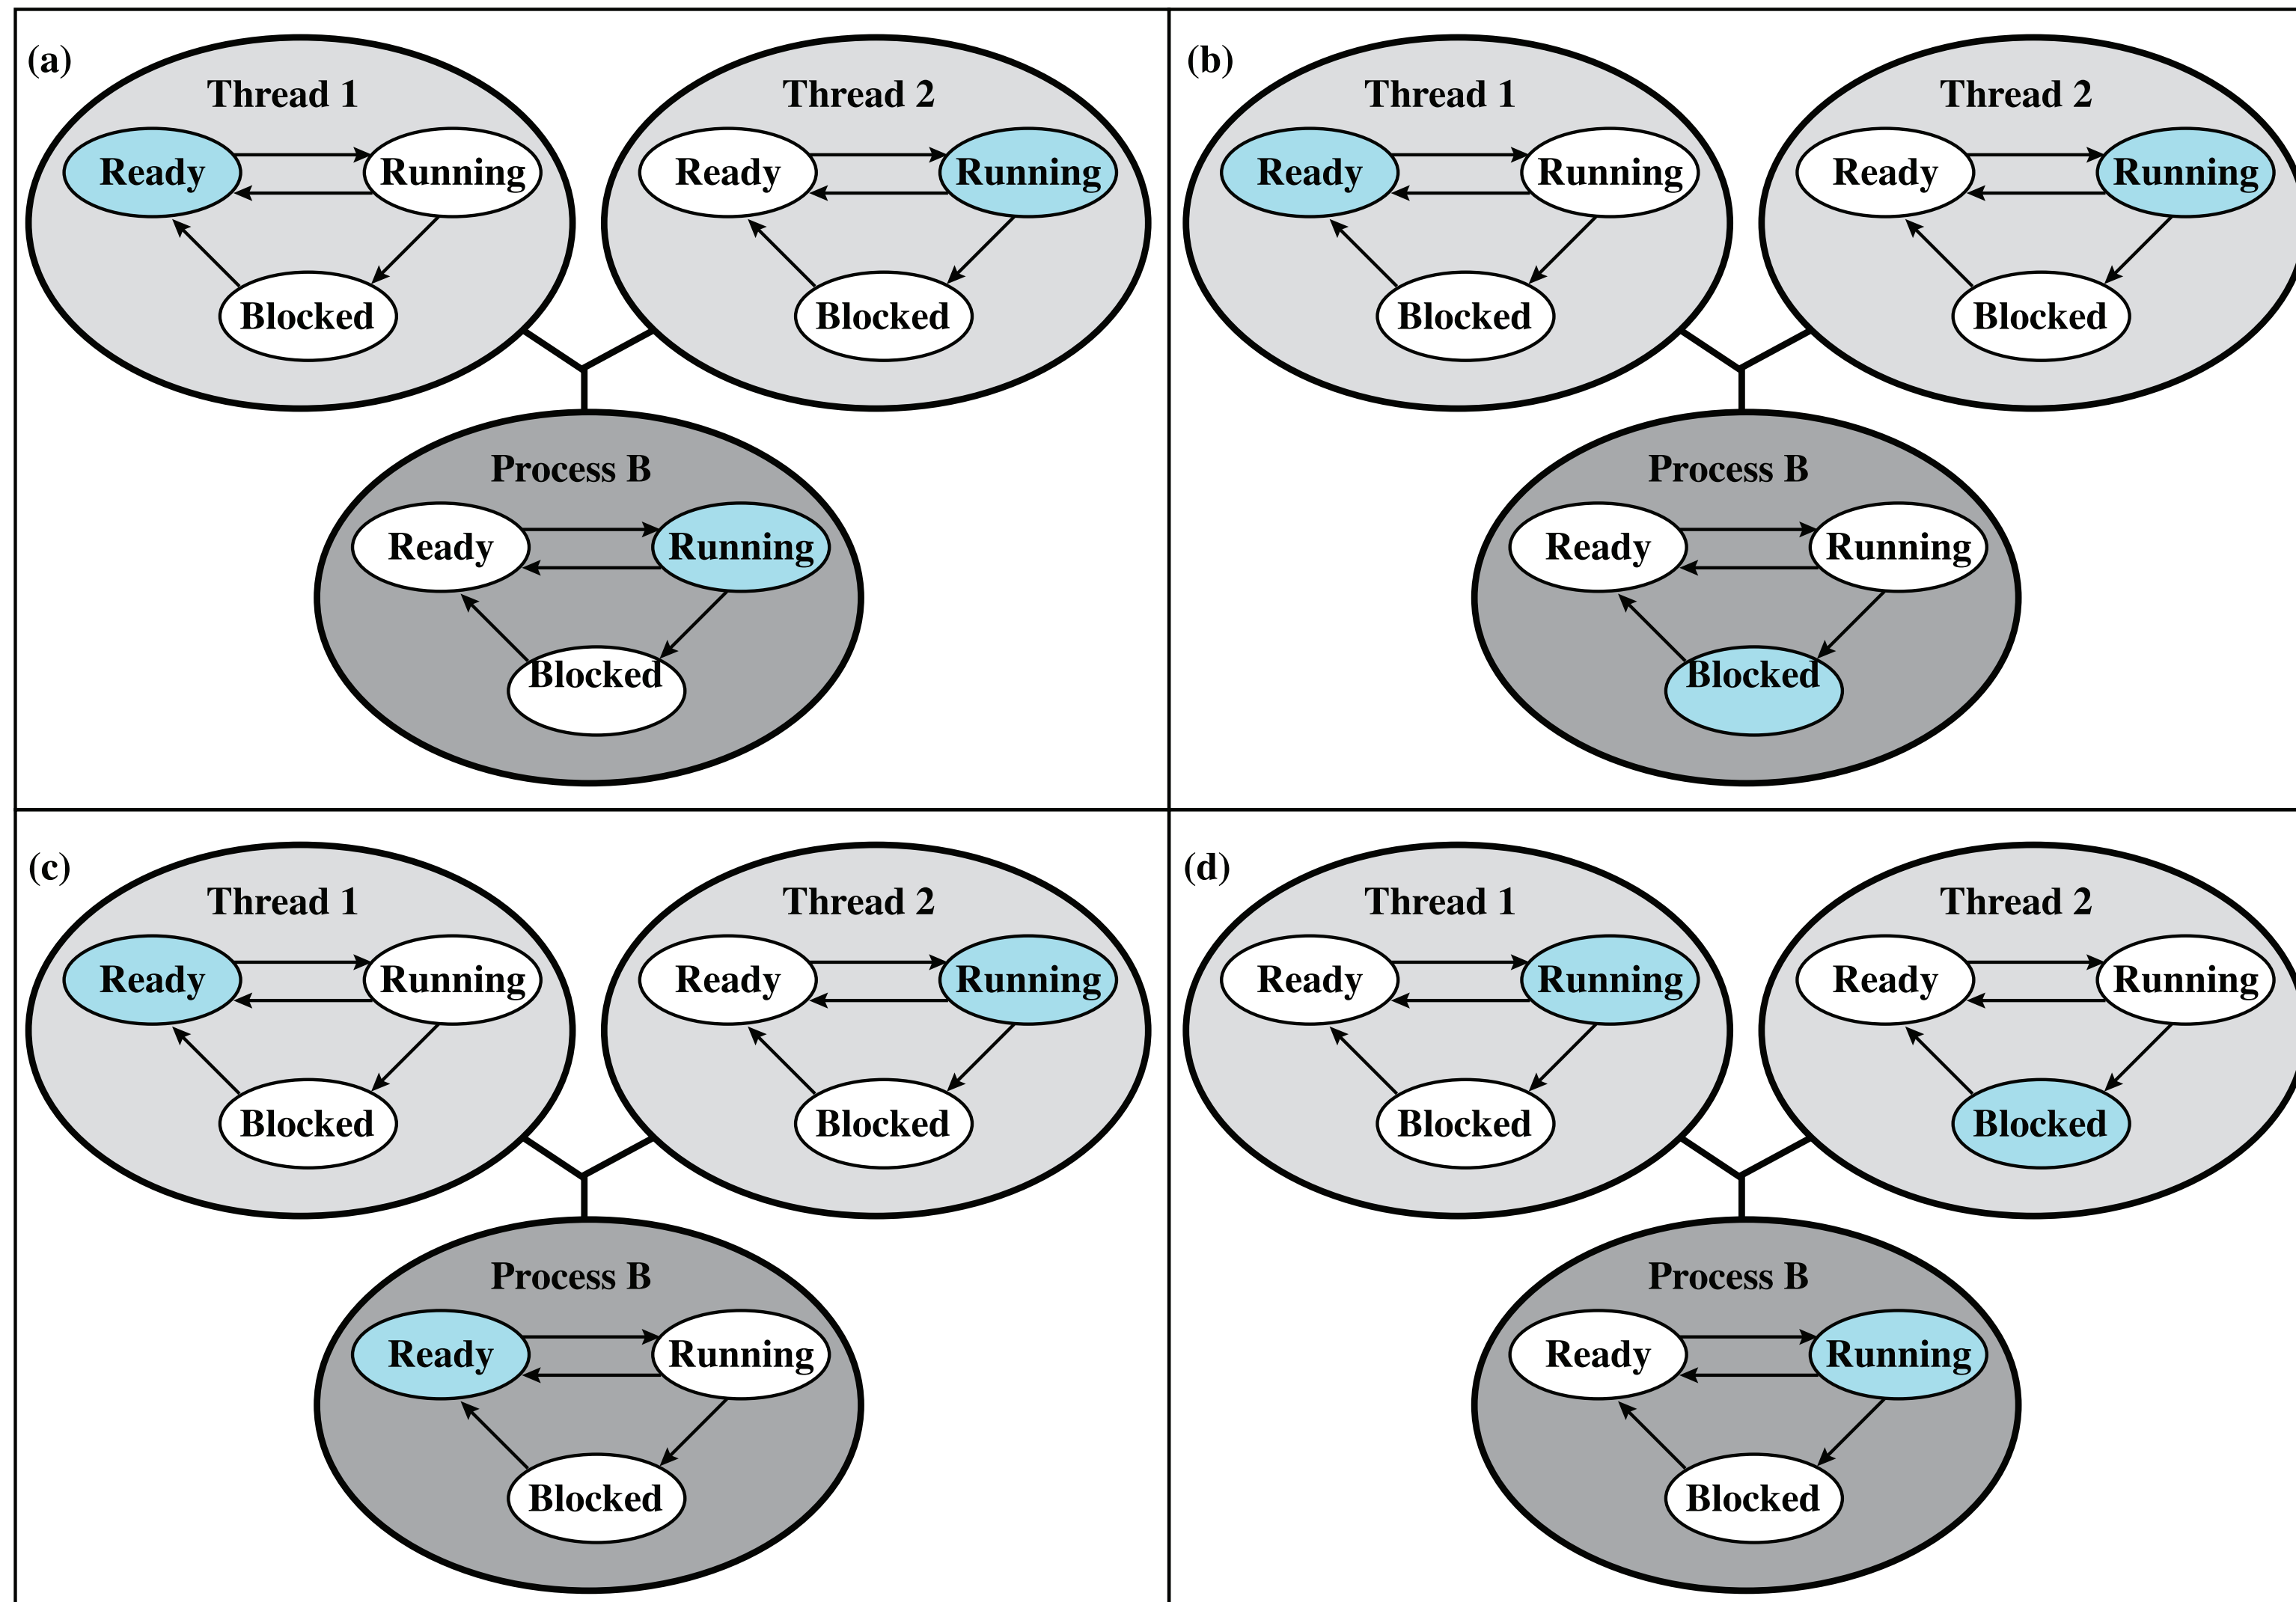 (a)
Thread 1
Ready Running
Blocked
Thread 2
Ready Running
Blocked
Process B
Ready Running
Blocked
(b)
Thread 1
Ready Running
Blocked
Thread 2
Ready Running
Blocked
Process B
Ready Running
Blocked
(c)
Thread 1
Ready Running
Blocked
Thread 2
Ready Running
Blocked
Process B
Ready Running
Blocked
(d)
Thread 1
Ready Running
Blocked
Thread 2
Ready Running
Blocked
Process B
Ready Running
Blocked